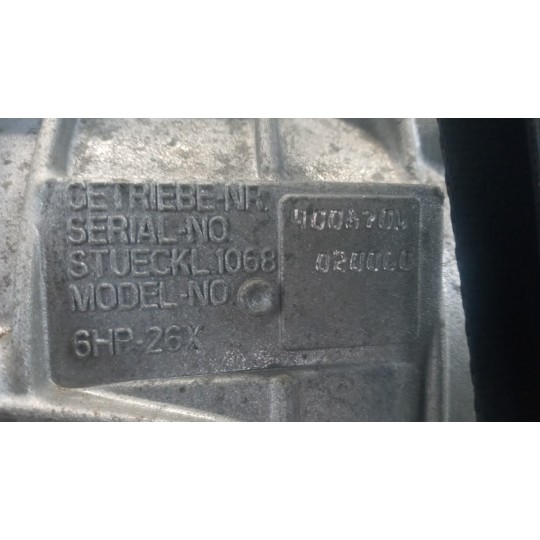 GETRIEBE-NR.
SERIAL-NO
STUECKL.1068
MODEL-NO.
6HP-26X